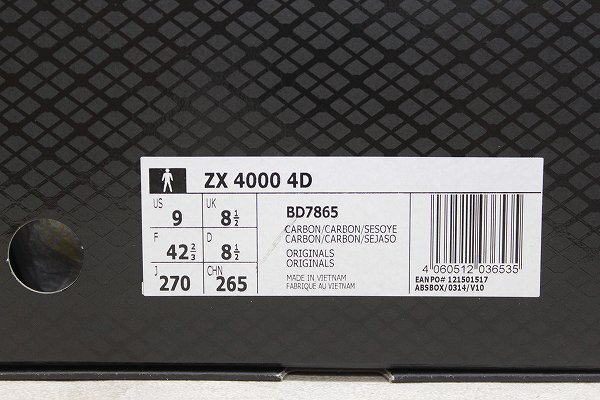 ZX 4000 4D
US UK
9 8½
F D
42⅔ 8½
J CHN
270 265
BD7865
CARBON/CARBON/SESOYE
CARBON/CARBON/SEJASO
ORIGINALS
ORIGINALS
MADE IN VIETNAM
FABRIQUE AU VIETNAM
4 060512 036535
EAN PO# 121501517
ABSBOX/0314/V10